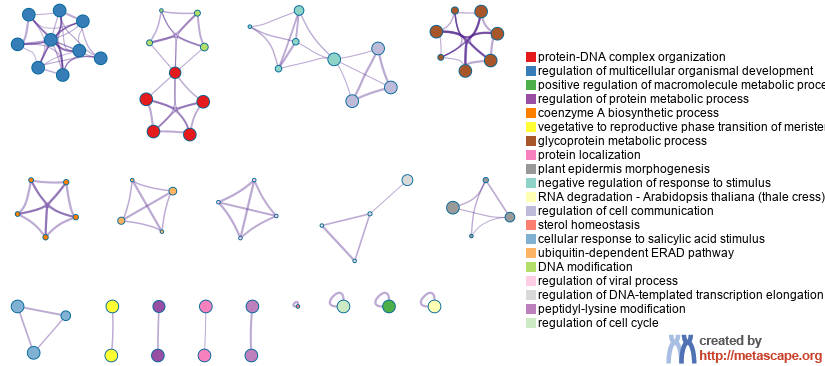 protein-DNA complex organization
regulation of multicellular organismal development
positive regulation of macromolecule metabolic proce
regulation of protein metabolic process
coenzyme A biosynthetic process
vegetative to reproductive phase transition of merister
glycoprotein metabolic process
protein localization
plant epidermis morphogenesis
negative regulation of response to stimulus
RNA degradation - Arabidopsis thaliana (thale cress)
regulation of cell communication
sterol homeostasis
cellular response to salicylic acid stimulus
ubiquitin-dependent ERAD pathway
DNA modification
regulation of viral process
regulation of DNA-templated transcription elongation
peptidyl-lysine modification
regulation of cell cycle
created by
http://metascape.org